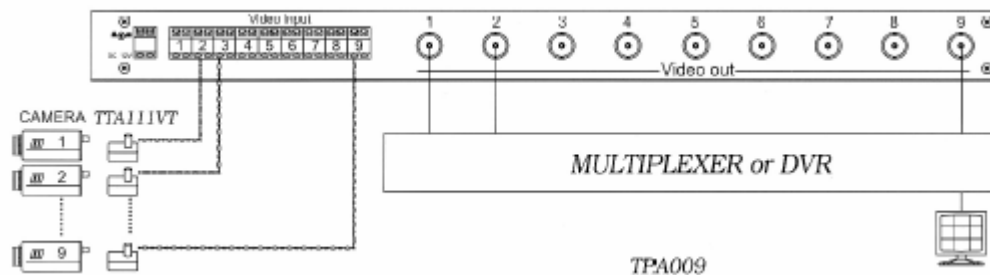 Video Input
1 2 3 4 5 6 7 8 9
1 2 3 4 5 6 7 8 9
Video out
CAMERA TTA111VT
1
2
9
MULTIPLEXER or DVR
TPA009